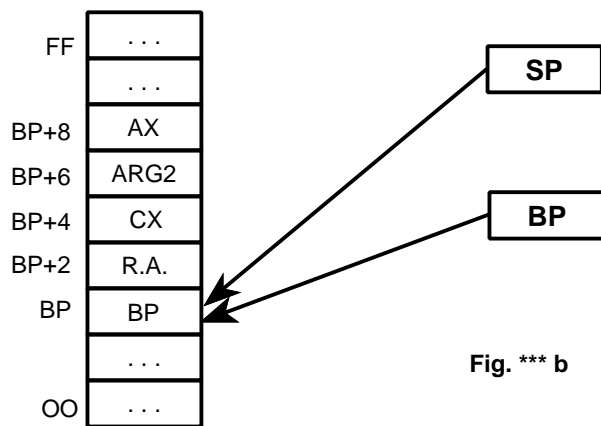 FF . . .
. . .
BP+8 AX
BP+6 ARG2
BP+4 CX
BP+2 R.A.
BP BP
. . .
OO . . .
SP
BP
Fig. *** b